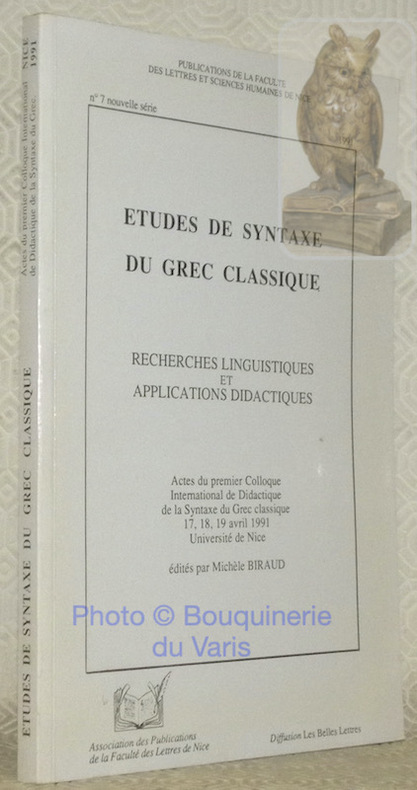 PUBLICATIONS DE LA FACULTE
DES LETTRES ET SCIENCES HUMAINES DE NICE
n° 7 nouvelle série
ETUDES DE SYNTAXE
DU GREC CLASSIQUE
RECHERCHES LINGUISTIQUES
ET
APPLICATIONS DIDACTIQUES
Actes du premier Colloque
International de Didactique
de la Syntaxe du Grec classique
17, 18, 19 avril 1991
Université de Nice
édités par Michèle BIRAUD
Photo © Bouquinerie
du Varis
Association des Publications
de la Faculté des Lettres de Nice
Diffusion Les Belles Lettres
ETUDES DE SYNTAXE DU GREC CLASSIQUE
Actes du premier Colloque International
de Didactique de la Syntaxe du Grec.
NICE
1991